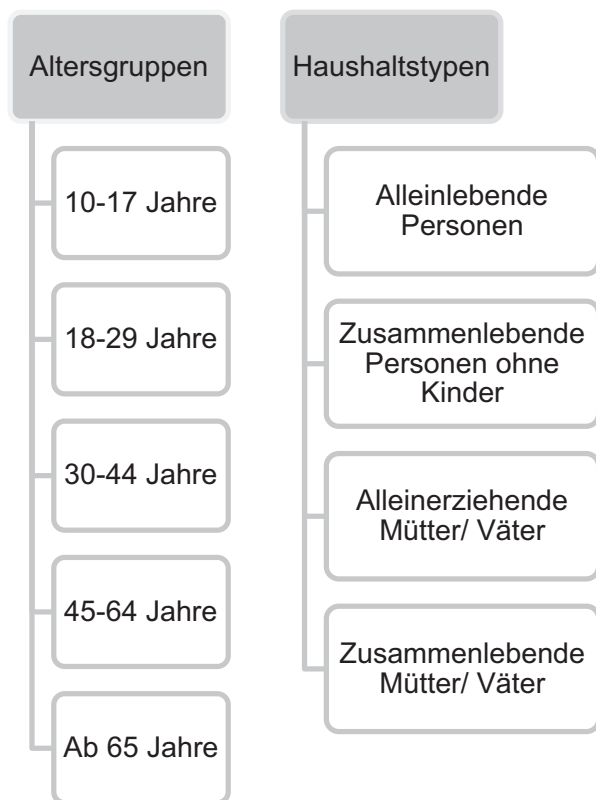 Altersgruppen
10-17 Jahre
18-29 Jahre
30-44 Jahre
45-64 Jahre
Ab 65 Jahre
Haushaltstypen
Alleinlebende
Personen
Zusammenlebende
Personen ohne
Kinder
Alleinerziehende
Mütter/ Väter
Zusammenlebende
Mütter/ Väter